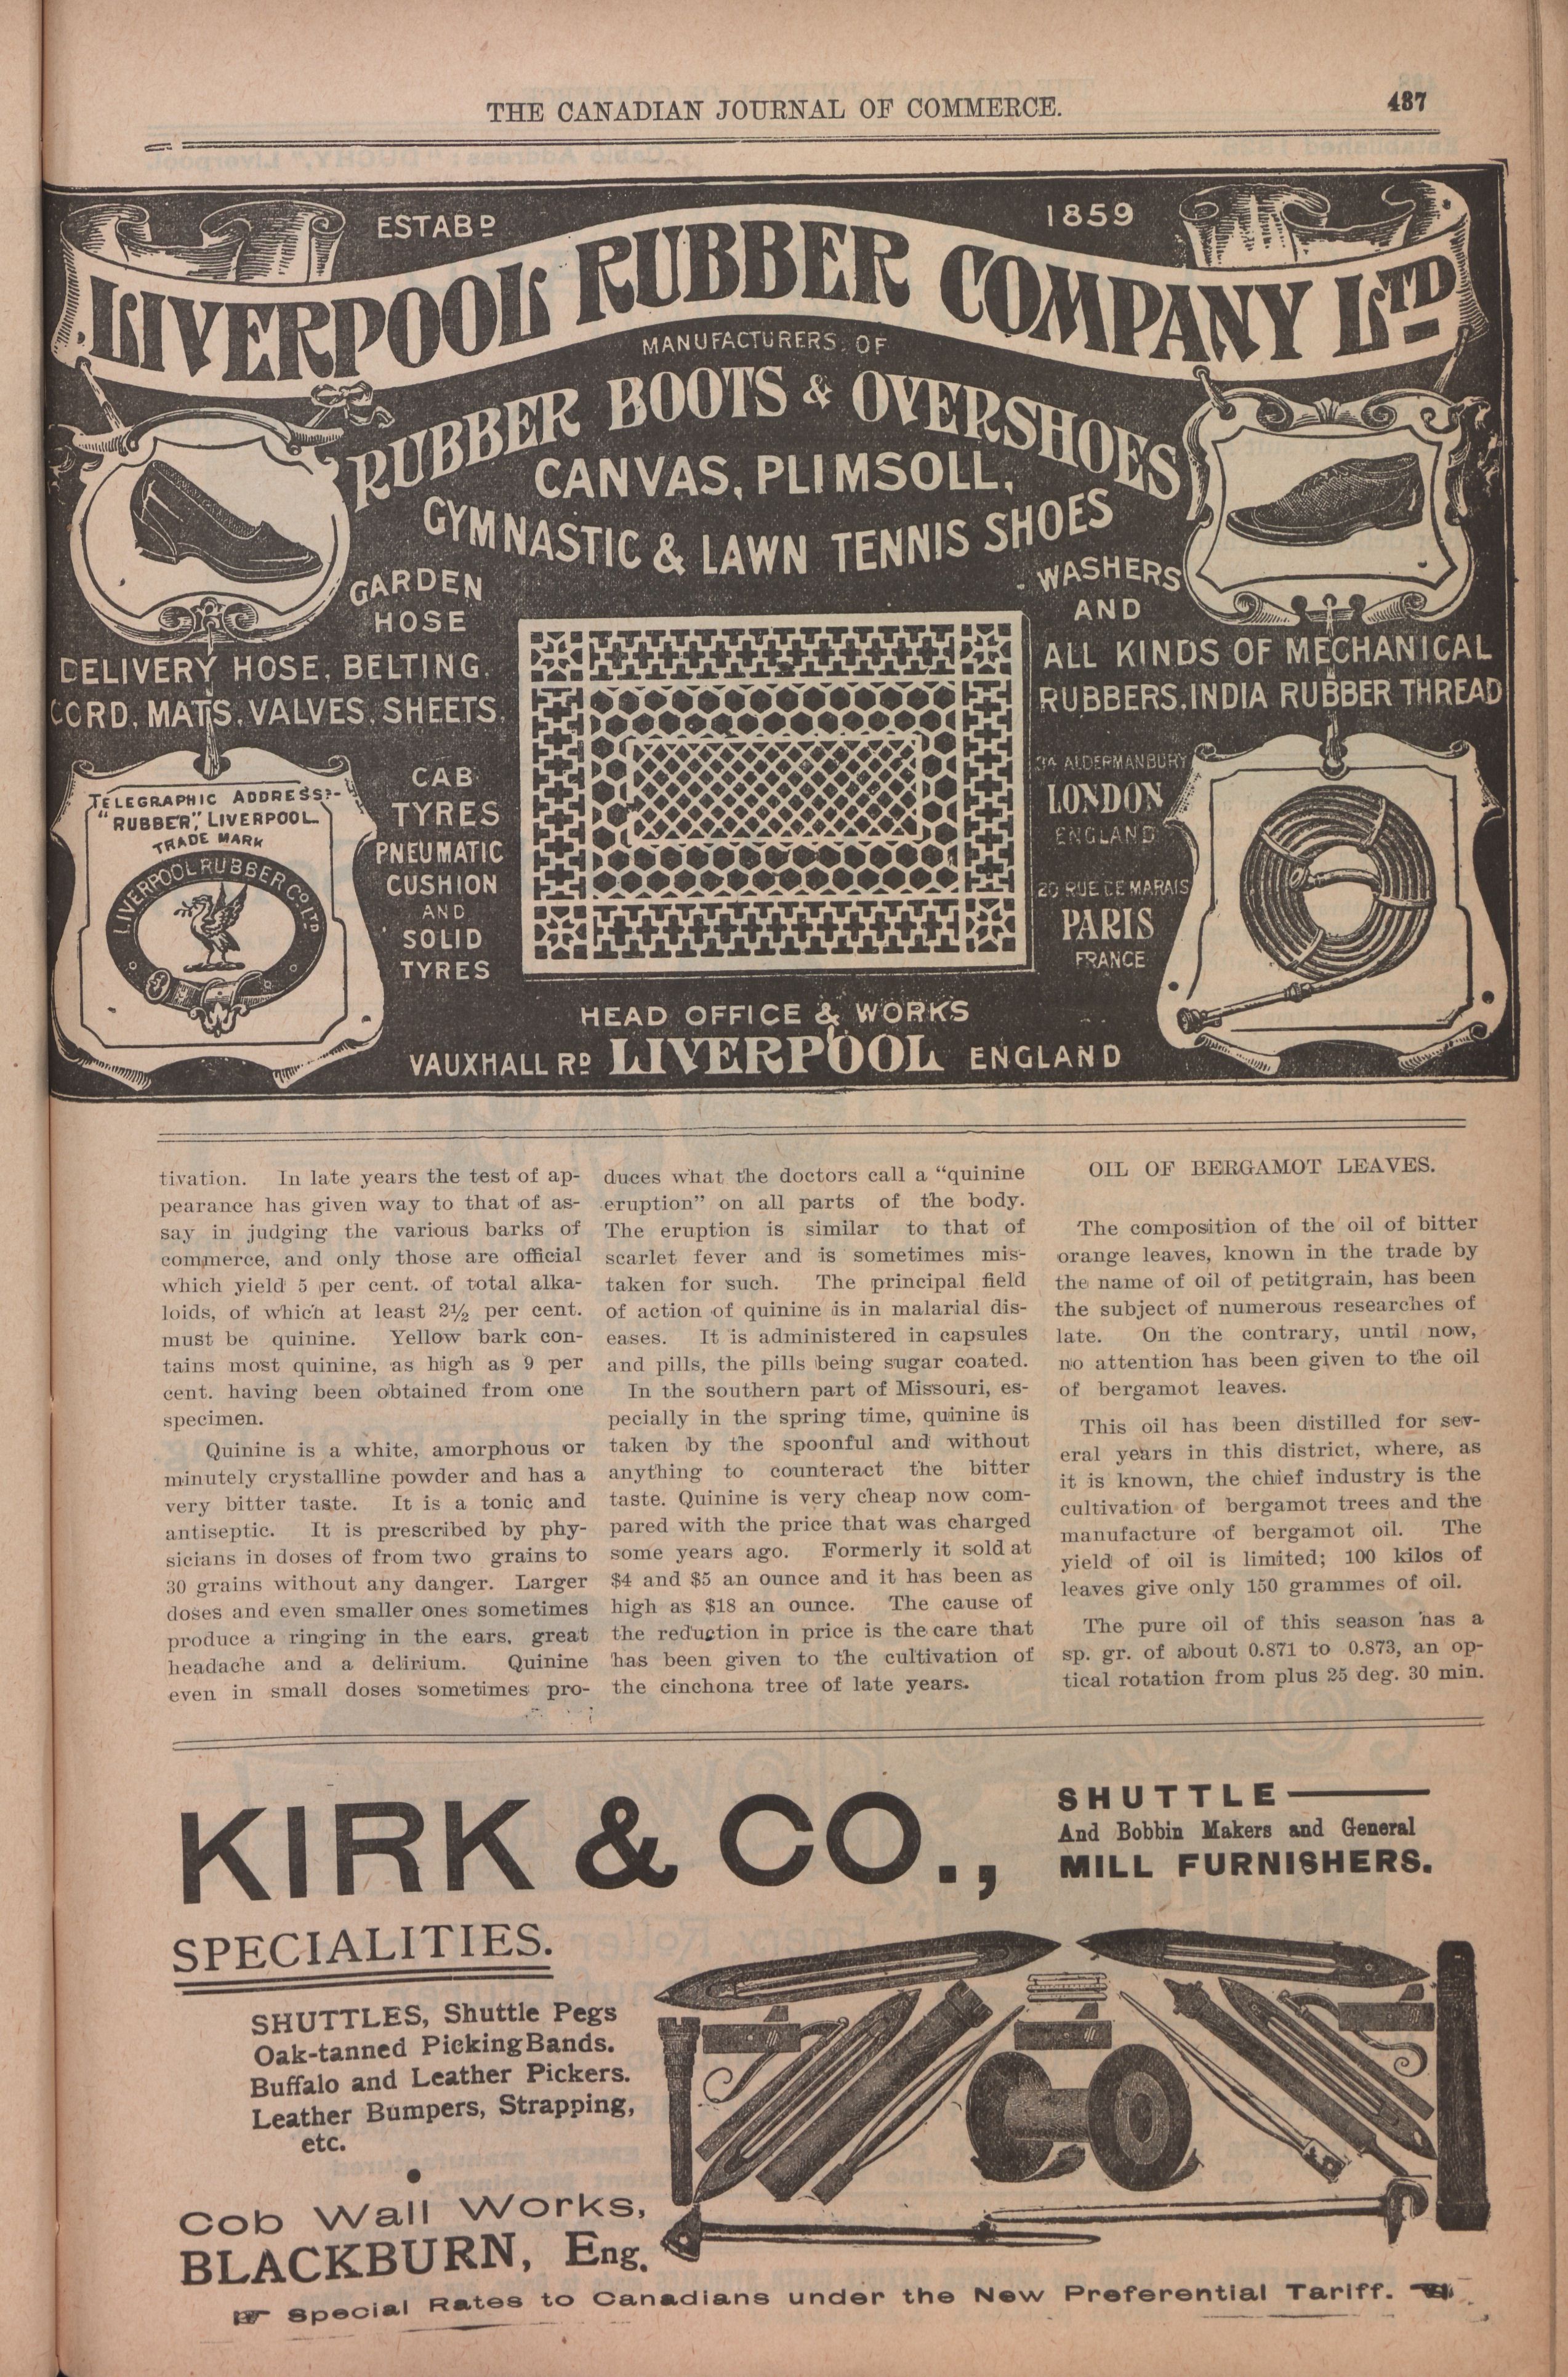 THE CANADIAN JOURNAL OF COMMERCE.
487
ESTABD
1859
LIVERPOOL RUBBER COMPANY LTD
MANUFACTURERS OF
RUBBER BOOTS & OVERSHOES
CANVAS, PLIMSOLL,
GYMNASTIC & LAWN TENNIS SHOES
GARDEN
HOSE
DELIVERY HOSE, BELTING,
CORD, MATS, VALVES, SHEETS,
WASHERS
AND
ALL KINDS OF MECHANICAL
RUBBERS, INDIA RUBBER THREAD
TELEGRAPHIC ADDRESS:-
"RUBBER", LIVERPOOL.
TRADE MARK
LIVERPOOL RUBBER CO LTD
CAB
TYRES
PNEUMATIC
CUSHION
AND
SOLID
TYRES
34 ALDERMANBURY
LONDON
ENGLAND
20 RUE DE MARAIS
PARIS
FRANCE
HEAD OFFICE & WORKS
VAUXHALL RD LIVERPOOL ENGLAND
tivation. In late years the test of ap-
pearance has given way to that of as-
say in judging the various barks of
commerce, and only those are official
which yield 5 per cent. of total alka-
loids, of which at least 2½ per cent.
must be quinine. Yellow bark con-
tains most quinine, as high as 9 per
cent. having been obtained from one
specimen.
Quinine is a white, amorphous or
minutely crystalline powder and has a
very bitter taste. It is a tonic and
antiseptic. It is prescribed by phy-
sicians in doses of from two grains to
30 grains without any danger. Larger
doses and even smaller ones sometimes
produce a ringing in the ears, great
headache and a delirium. Quinine
even in small doses sometimes pro-
duces what the doctors call a "quinine
eruption" on all parts of the body.
The eruption is similar to that of
scarlet fever and is sometimes mis-
taken for such. The principal field
of action of quinine is in malarial dis-
eases. It is administered in capsules
and pills, the pills being sugar coated.
In the southern part of Missouri, es-
pecially in the spring time, quinine is
taken by the spoonful and without
anything to counteract the bitter
taste. Quinine is very cheap now com-
pared with the price that was charged
some years ago. Formerly it sold at
$4 and $5 an ounce and it has been as
high as $18 an ounce. The cause of
the reduction in price is the care that
has been given to the cultivation of
the cinchona tree of late years.
OIL OF BERGAMOT LEAVES.
The composition of the oil of bitter
orange leaves, known in the trade by
the name of oil of petitgrain, has been
the subject of numerous researches of
late. On the contrary, until now,
no attention has been given to the oil
of bergamot leaves.
This oil has been distilled for sev-
eral years in this district, where, as
it is known, the chief industry is the
cultivation of bergamot trees and the
manufacture of bergamot oil. The
yield of oil is limited; 100 kilos of
leaves give only 150 grammes of oil.
The pure oil of this season has a
sp. gr. of about 0.871 to 0.873, an op-
tical rotation from plus 25 deg. 30 min.
KIRK & CO.,
SHUTTLE
And Bobbin Makers and General
MILL FURNISHERS.
SPECIALITIES.
SHUTTLES, Shuttle Pegs
Oak-tanned Picking Bands.
Buffalo and Leather Pickers.
Leather Bumpers, Strapping,
etc.
Cob Wall Works,
BLACKBURN, Eng.
Special Rates to Canadians under the New Preferential Tariff.